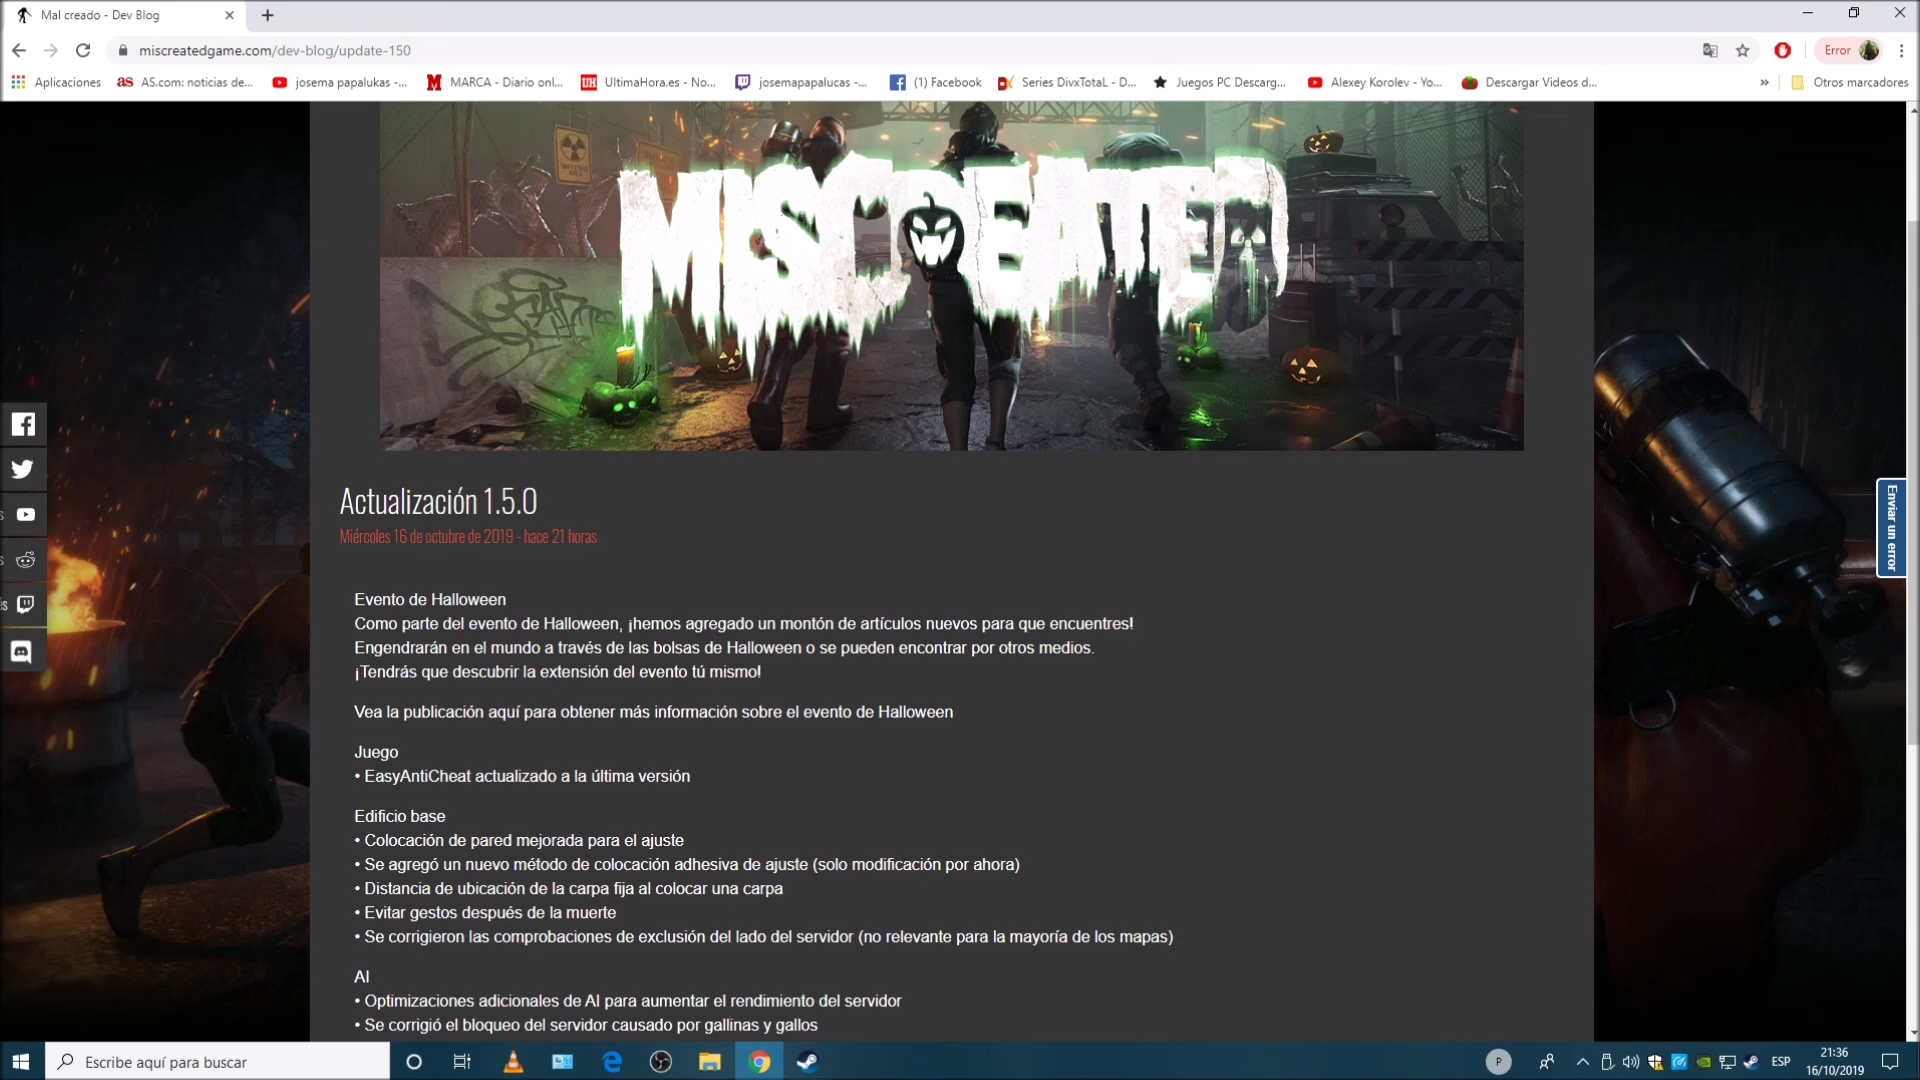 Mal creado - Dev Blog
miscreatedgame.com/dev-blog/update-150
Error
Aplicaciones
AS.com: noticias de...
josema papalukas -...
MARCA - Diario onl...
UltimaHora.es - No...
josemapapalucas -...
(1) Facebook
Series DivxTotaL - D...
Juegos PC Descarg...
Alexey Korolev - Yo...
Descargar Videos d...
Otros marcadores
MISCREATED
Actualización 1.5.0
Miércoles 16 de octubre de 2019 - hace 21 horas
Evento de Halloween
Como parte del evento de Halloween, ¡hemos agregado un montón de artículos nuevos para que encuentres!
Engendrarán en el mundo a través de las bolsas de Halloween o se pueden encontrar por otros medios.
¡Tendrás que descubrir la extensión del evento tú mismo!
Vea la publicación aquí para obtener más información sobre el evento de Halloween
Juego
• EasyAntiCheat actualizado a la última versión
Edificio base
• Colocación de pared mejorada para el ajuste
• Se agregó un nuevo método de colocación adhesiva de ajuste (solo modificación por ahora)
• Distancia de ubicación de la carpa fija al colocar una carpa
• Evitar gestos después de la muerte
• Se corrigieron las comprobaciones de exclusión del lado del servidor (no relevante para la mayoría de los mapas)
AI
• Optimizaciones adicionales de AI para aumentar el rendimiento del servidor
• Se corrigió el bloqueo del servidor causado por gallinas y gallos
Enviar un error
Escribe aquí para buscar
P
ESP
21:36
16/10/2019